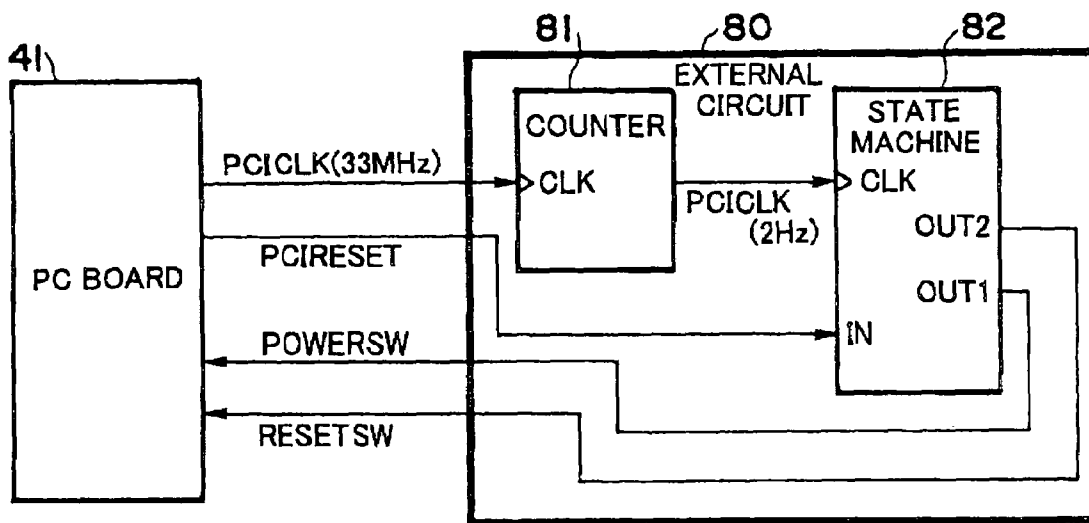 41
81
80
82
EXTERNAL
CIRCUIT
COUNTER
CLK
STATE
MACHINE
CLK
OUT2
OUT1
IN
PCICLK(33MHz)
PCICLK
(2Hz)
PCIRESET
PC BOARD
POWERSW
RESETSW